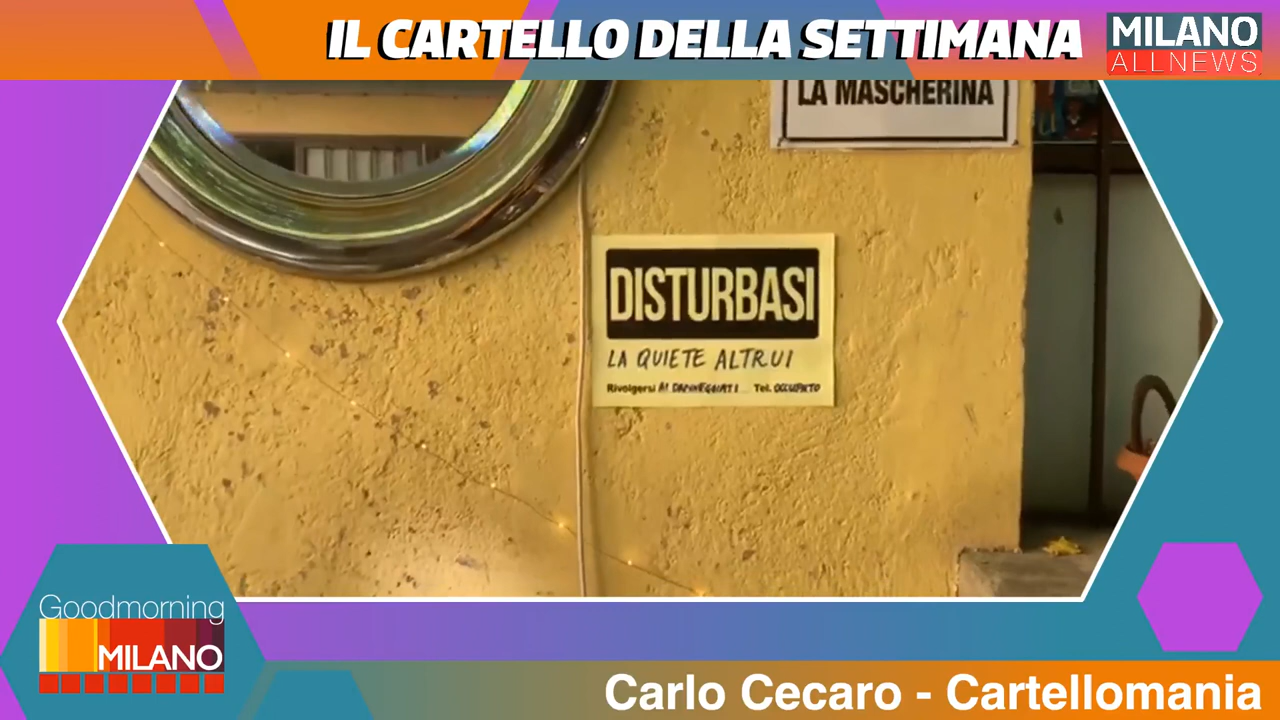 IL CARTELLO DELLA SETTIMANA
MILANO
ALLNEWS
LA MASCHERINA
DISTURBASI
LA QUIETE ALTRUI
Rivolgersi AI DANNEGGIATI Tel. OCCUPATO
Goodmorning
MILANO
Carlo Cecaro - Cartellomania